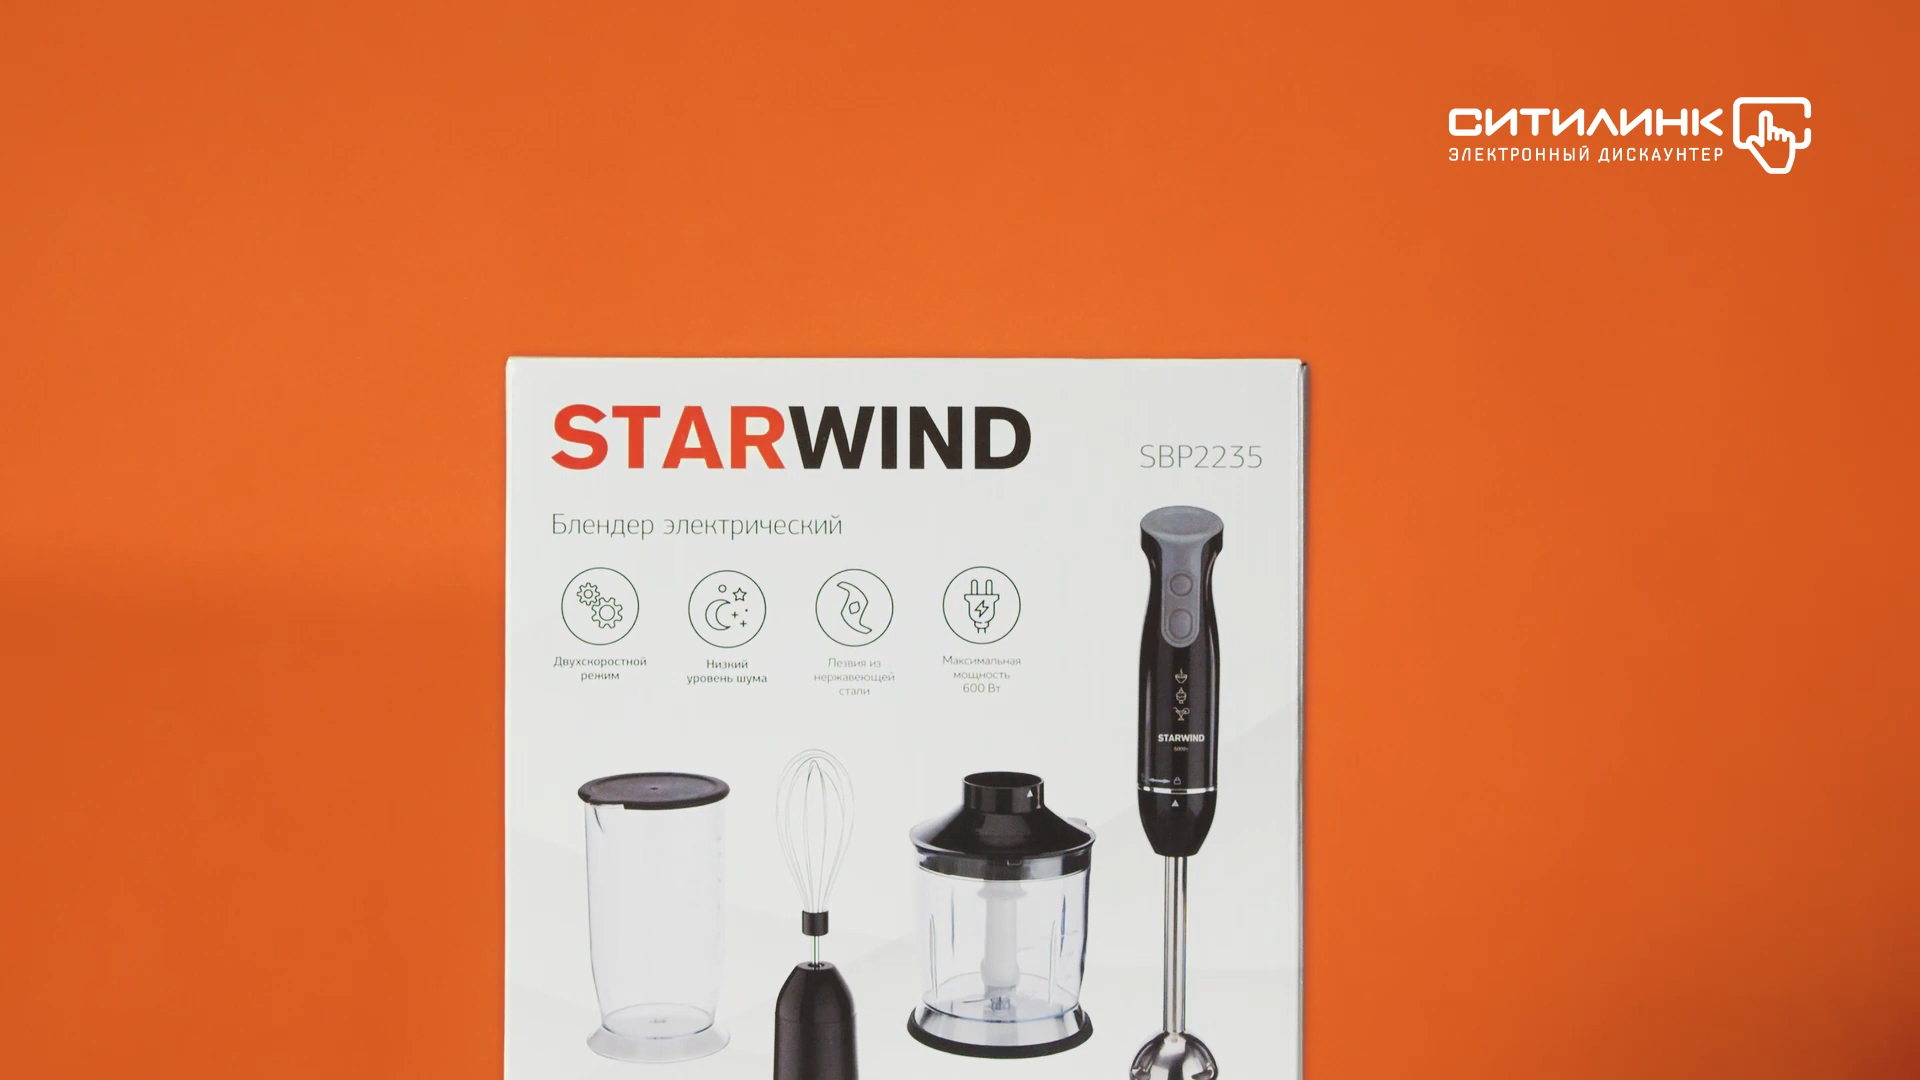 СИТИЛИНК
ЭЛЕКТРОННЫЙ ДИСКАУНТЕР
STARWIND
SBP2235
Блендер электрический
Двухскоростной
режим
Низкий
уровень шума
Лезвия из
нержавеющей
стали
Максимальная
мощность
600 Вт
STARWIND